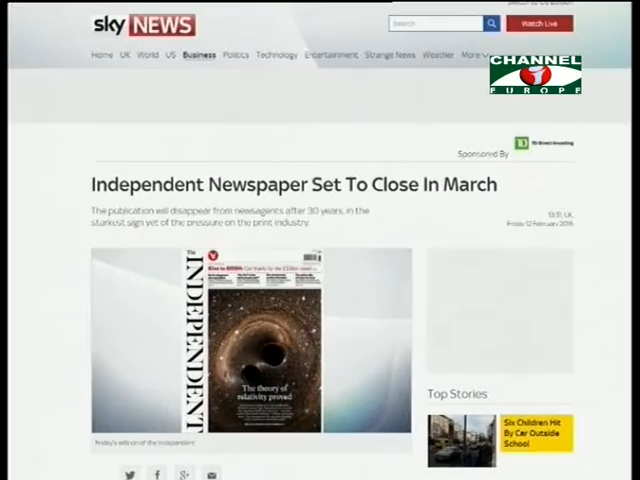 sky NEWS
Search
Watch Live
Home UK World US Business Politics Technology Entertainment Strange News Weather More
CHANNEL
i
EUROPE
TD TD Direct Investing
Sponsored By
Independent Newspaper Set To Close In March
The publication will disappear from newsagents after 30 years, in the
starkest sign yet of the pressure on the print industry.
13:51, UK,
Friday 12 February 2016
The
INDEPENDENT
The theory of
relativity proved
Friday's edition of the Independent
Top Stories
Six Children Hit
By Car Outside
School